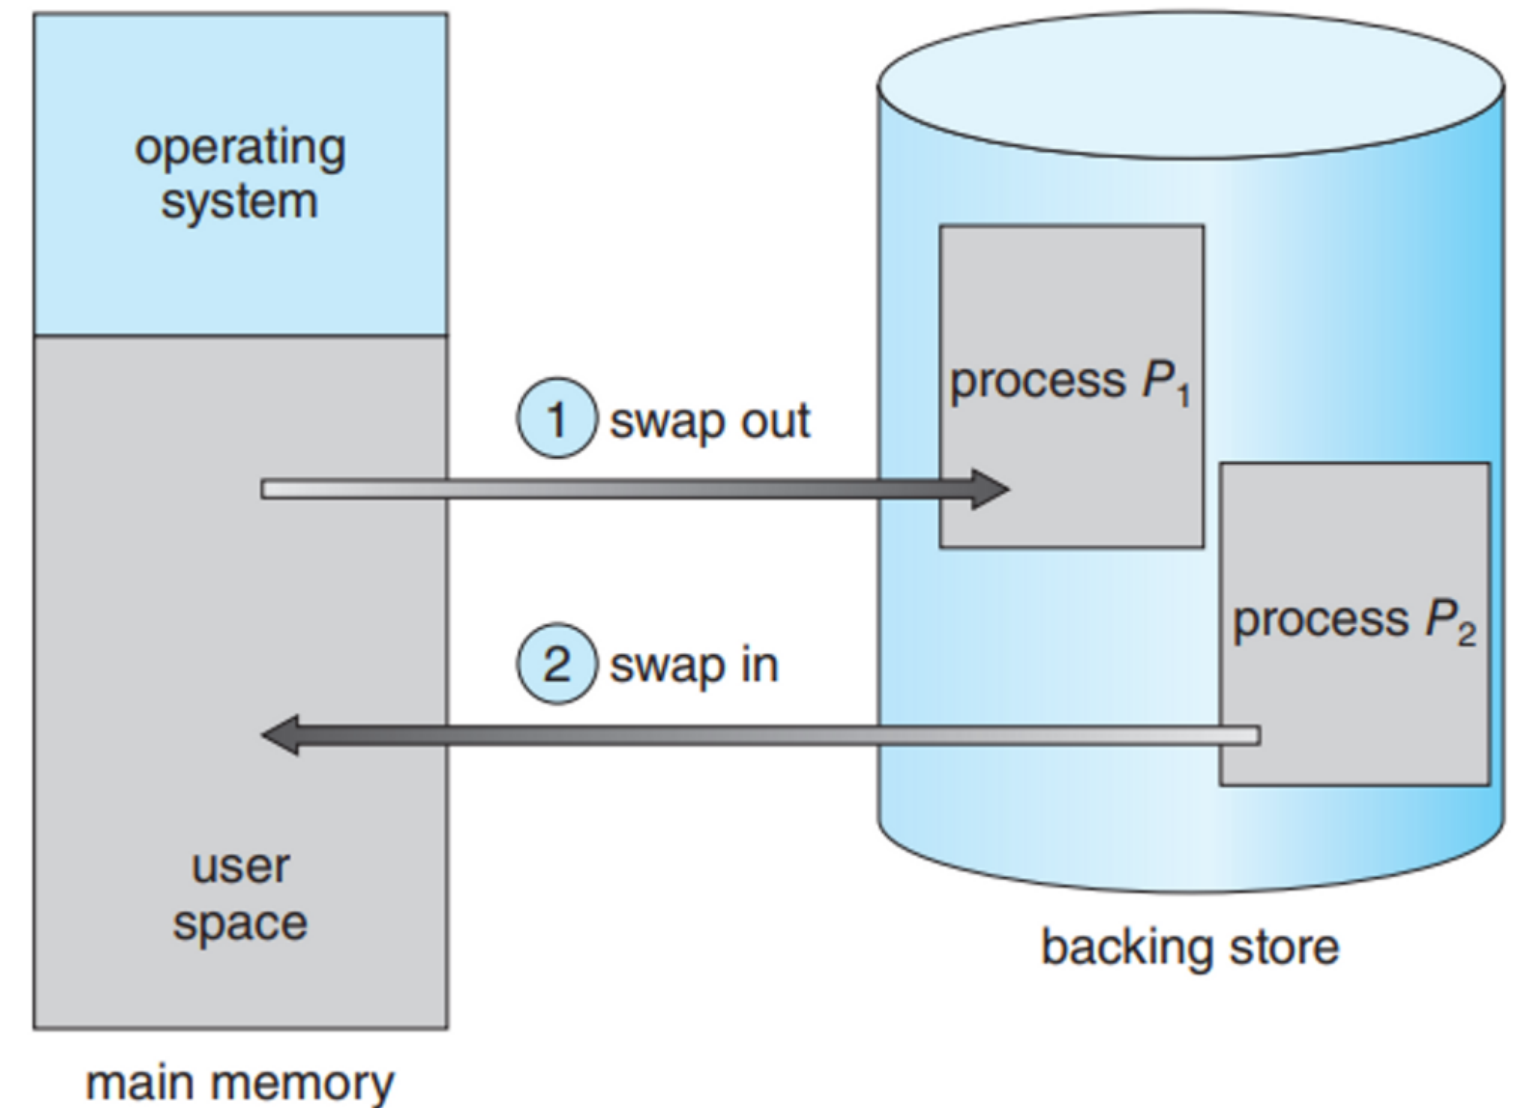 operating
system
1 swap out
process P₁
process P₂
2 swap in
user
space
backing store
main memory